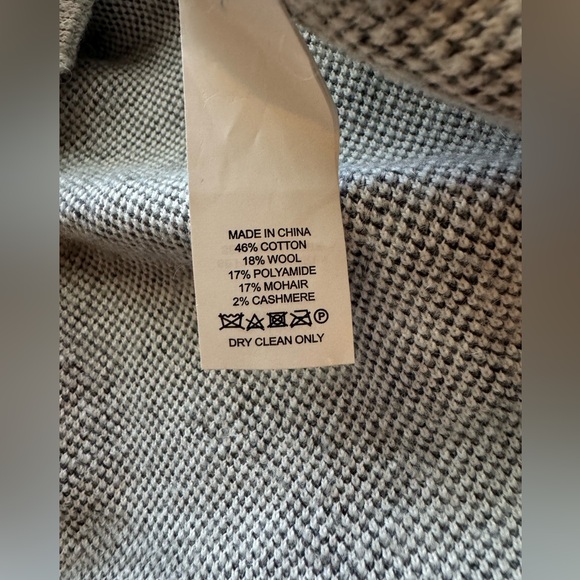 MADE IN CHINA
46% COTTON
18% WOOL
17% POLYAMIDE
17% MOHAIR
2% CASHMERE
P
DRY CLEAN ONLY